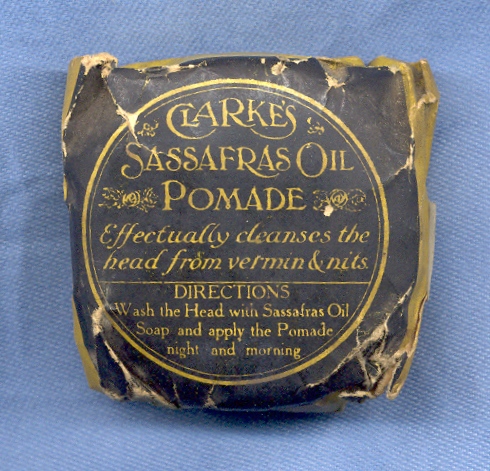 CLARKE'S
SASSAFRAS OIL
POMADE
Effectually cleanses the
head from vermin & nits.
DIRECTIONS
Wash the Head with Sassafras Oil
Soap and apply the Pomade
night and morning